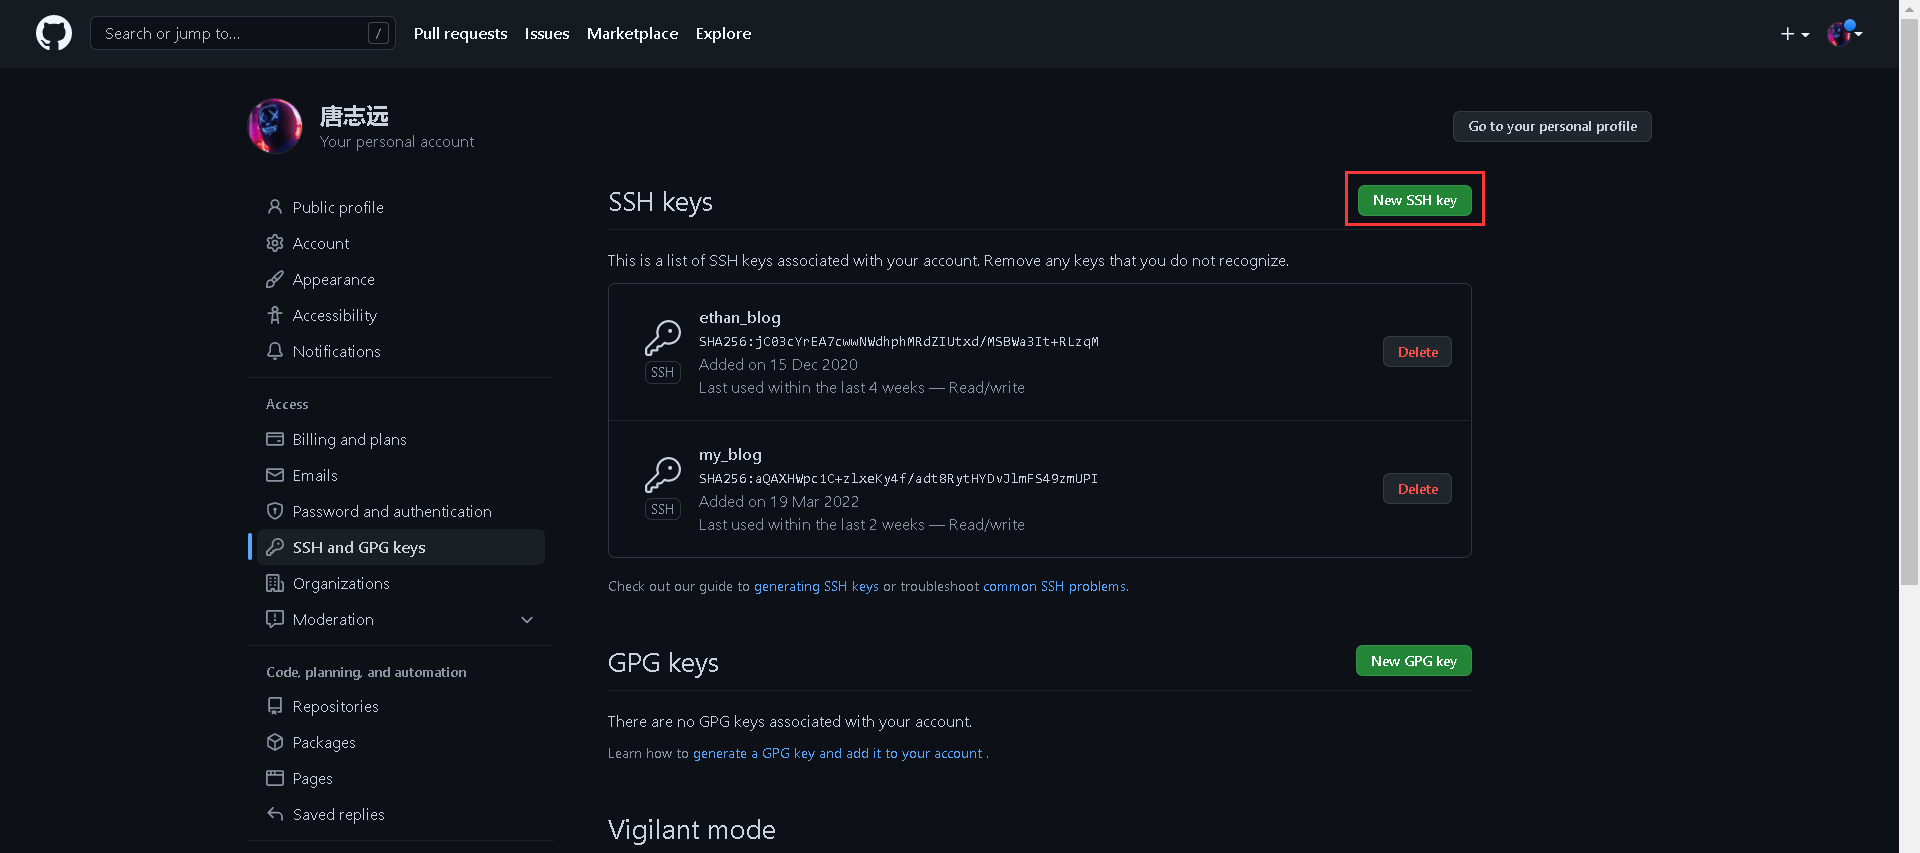 Search or jump to...
/
Pull requests
Issues
Marketplace
Explore
唐志远
Your personal account
Go to your personal profile
Public profile
Account
Appearance
Accessibility
Notifications
Access
Billing and plans
Emails
Password and authentication
SSH and GPG keys
Organizations
Moderation
Code, planning, and automation
Repositories
Packages
Pages
Saved replies
SSH keys
New SSH key
This is a list of SSH keys associated with your account. Remove any keys that you do not recognize.
SSH
ethan_blog
SHA256:jC03cYrEA7cwwNWdhphMRdZIUtxd/MSBWa3It+RLzqM
Added on 15 Dec 2020
Last used within the last 4 weeks — Read/write
Delete
SSH
my_blog
SHA256:aQAXHWpc1C+zlxeKy4f/adt8RytHYDvJlmFS49zmUPI
Added on 19 Mar 2022
Last used within the last 2 weeks — Read/write
Delete
Check out our guide to generating SSH keys or troubleshoot common SSH problems.
GPG keys
New GPG key
There are no GPG keys associated with your account.
Learn how to generate a GPG key and add it to your account .
Vigilant mode